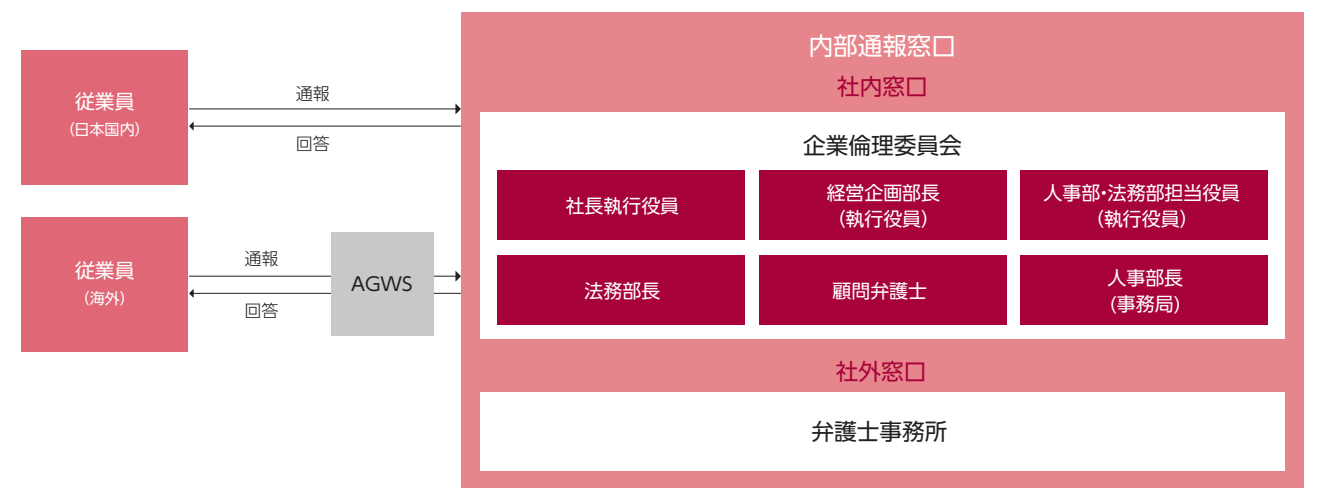 従業員
(日本国内)
通報
回答
従業員
(海外)
通報
回答
AGWS
内部通報窓口
社内窓口
企業倫理委員会
社長執行役員
経営企画部長
(執行役員)
人事部・法務部担当役員
(執行役員)
法務部長
顧問弁護士
人事部長
(事務局)
社外窓口
弁護士事務所